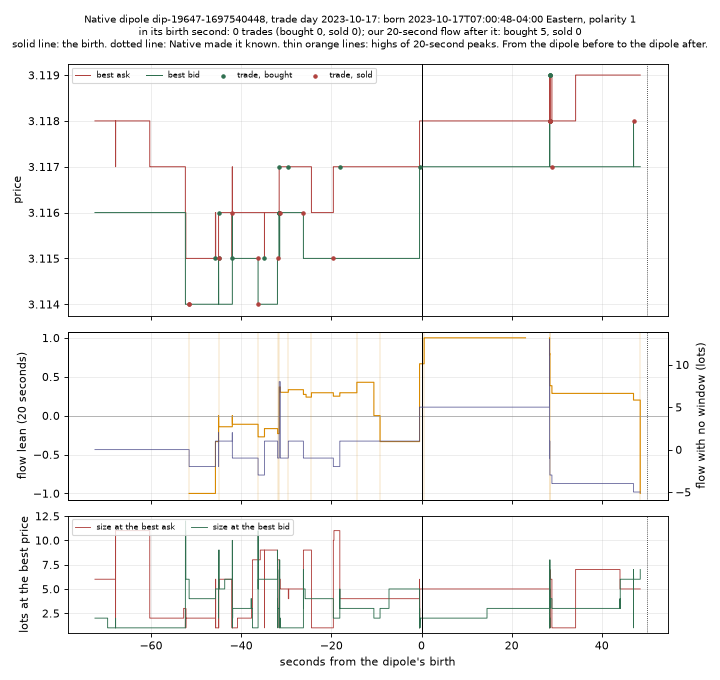 Native dipole dip-19647-1697540448, trade day 2023-10-17: born 2023-10-17T07:00:48-04:00 Eastern, polarity 1
in its birth second: 0 trades (bought 0, sold 0); our 20-second flow after it: bought 5, sold 0
solid line: the birth. dotted line: Native made it known. thin orange lines: highs of 20-second peaks. From the dipole before to the dipole after.
best ask
best bid
trade, bought
trade, sold
3.119
3.118
3.117
3.116
3.115
3.114
price
1.0
0.5
0.0
−0.5
−1.0
flow lean (20 seconds)
10
5
0
−5
flow with no window (lots)
size at the best ask
size at the best bid
12.5
10.0
7.5
5.0
2.5
lots at the best price
−60
−40
−20
0
20
40
seconds from the dipole's birth